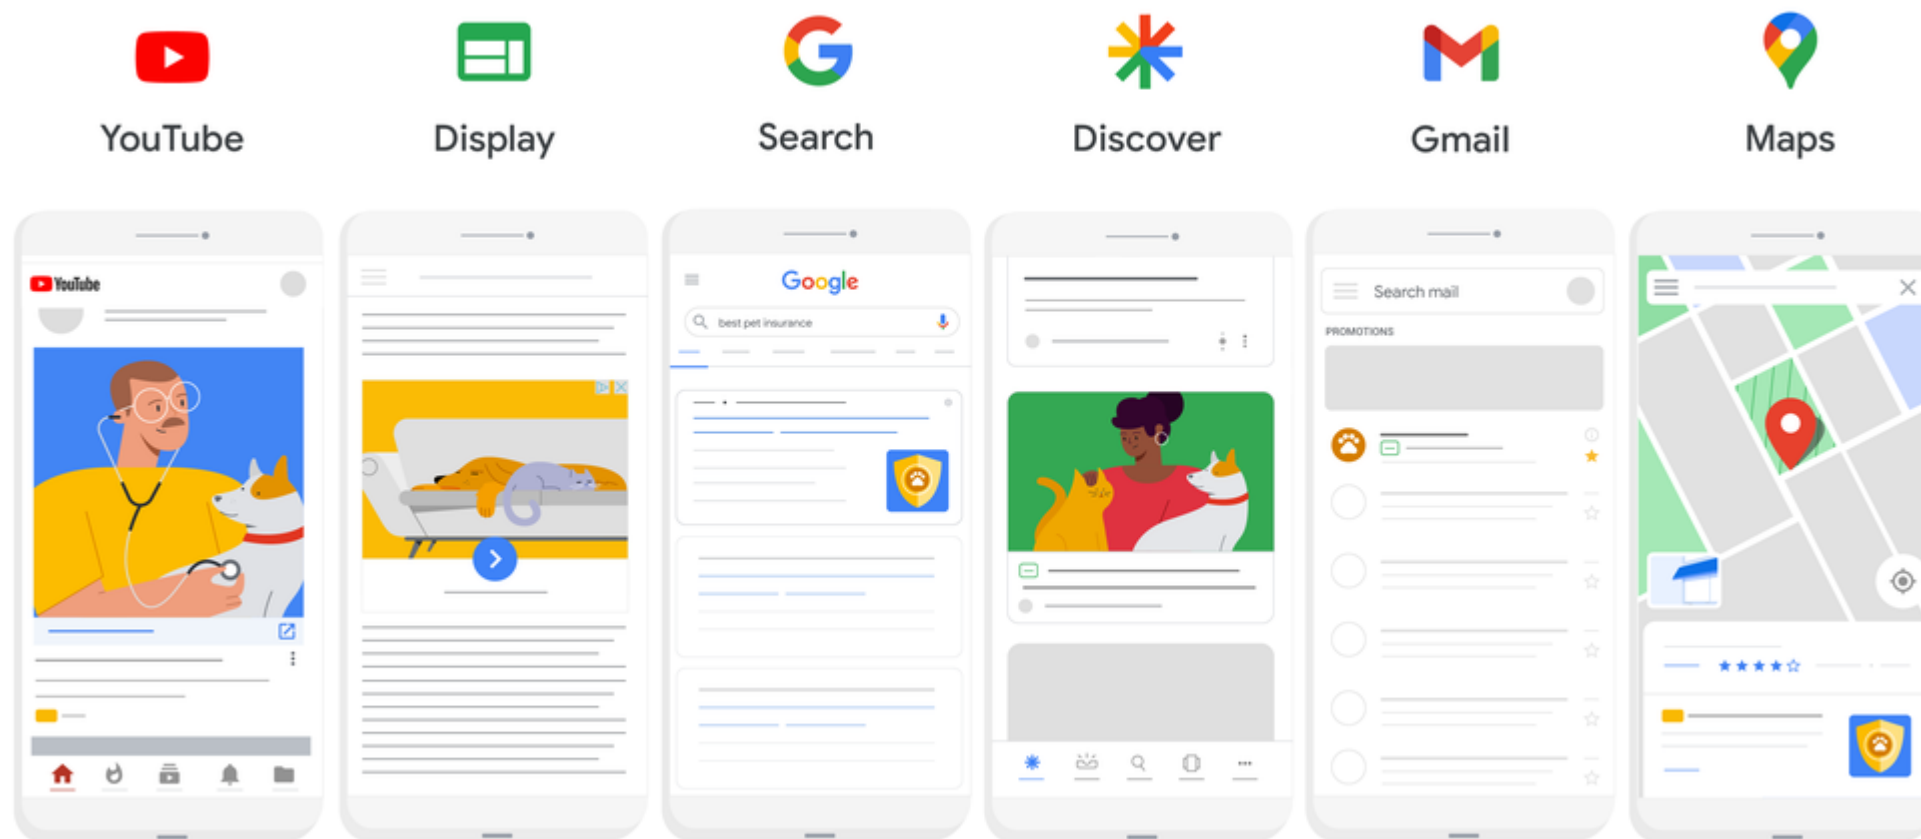 YouTube
Display
Search
Discover
Gmail
Maps
YouTube
Google
best pet insurance
Search mail
PROMOTIONS